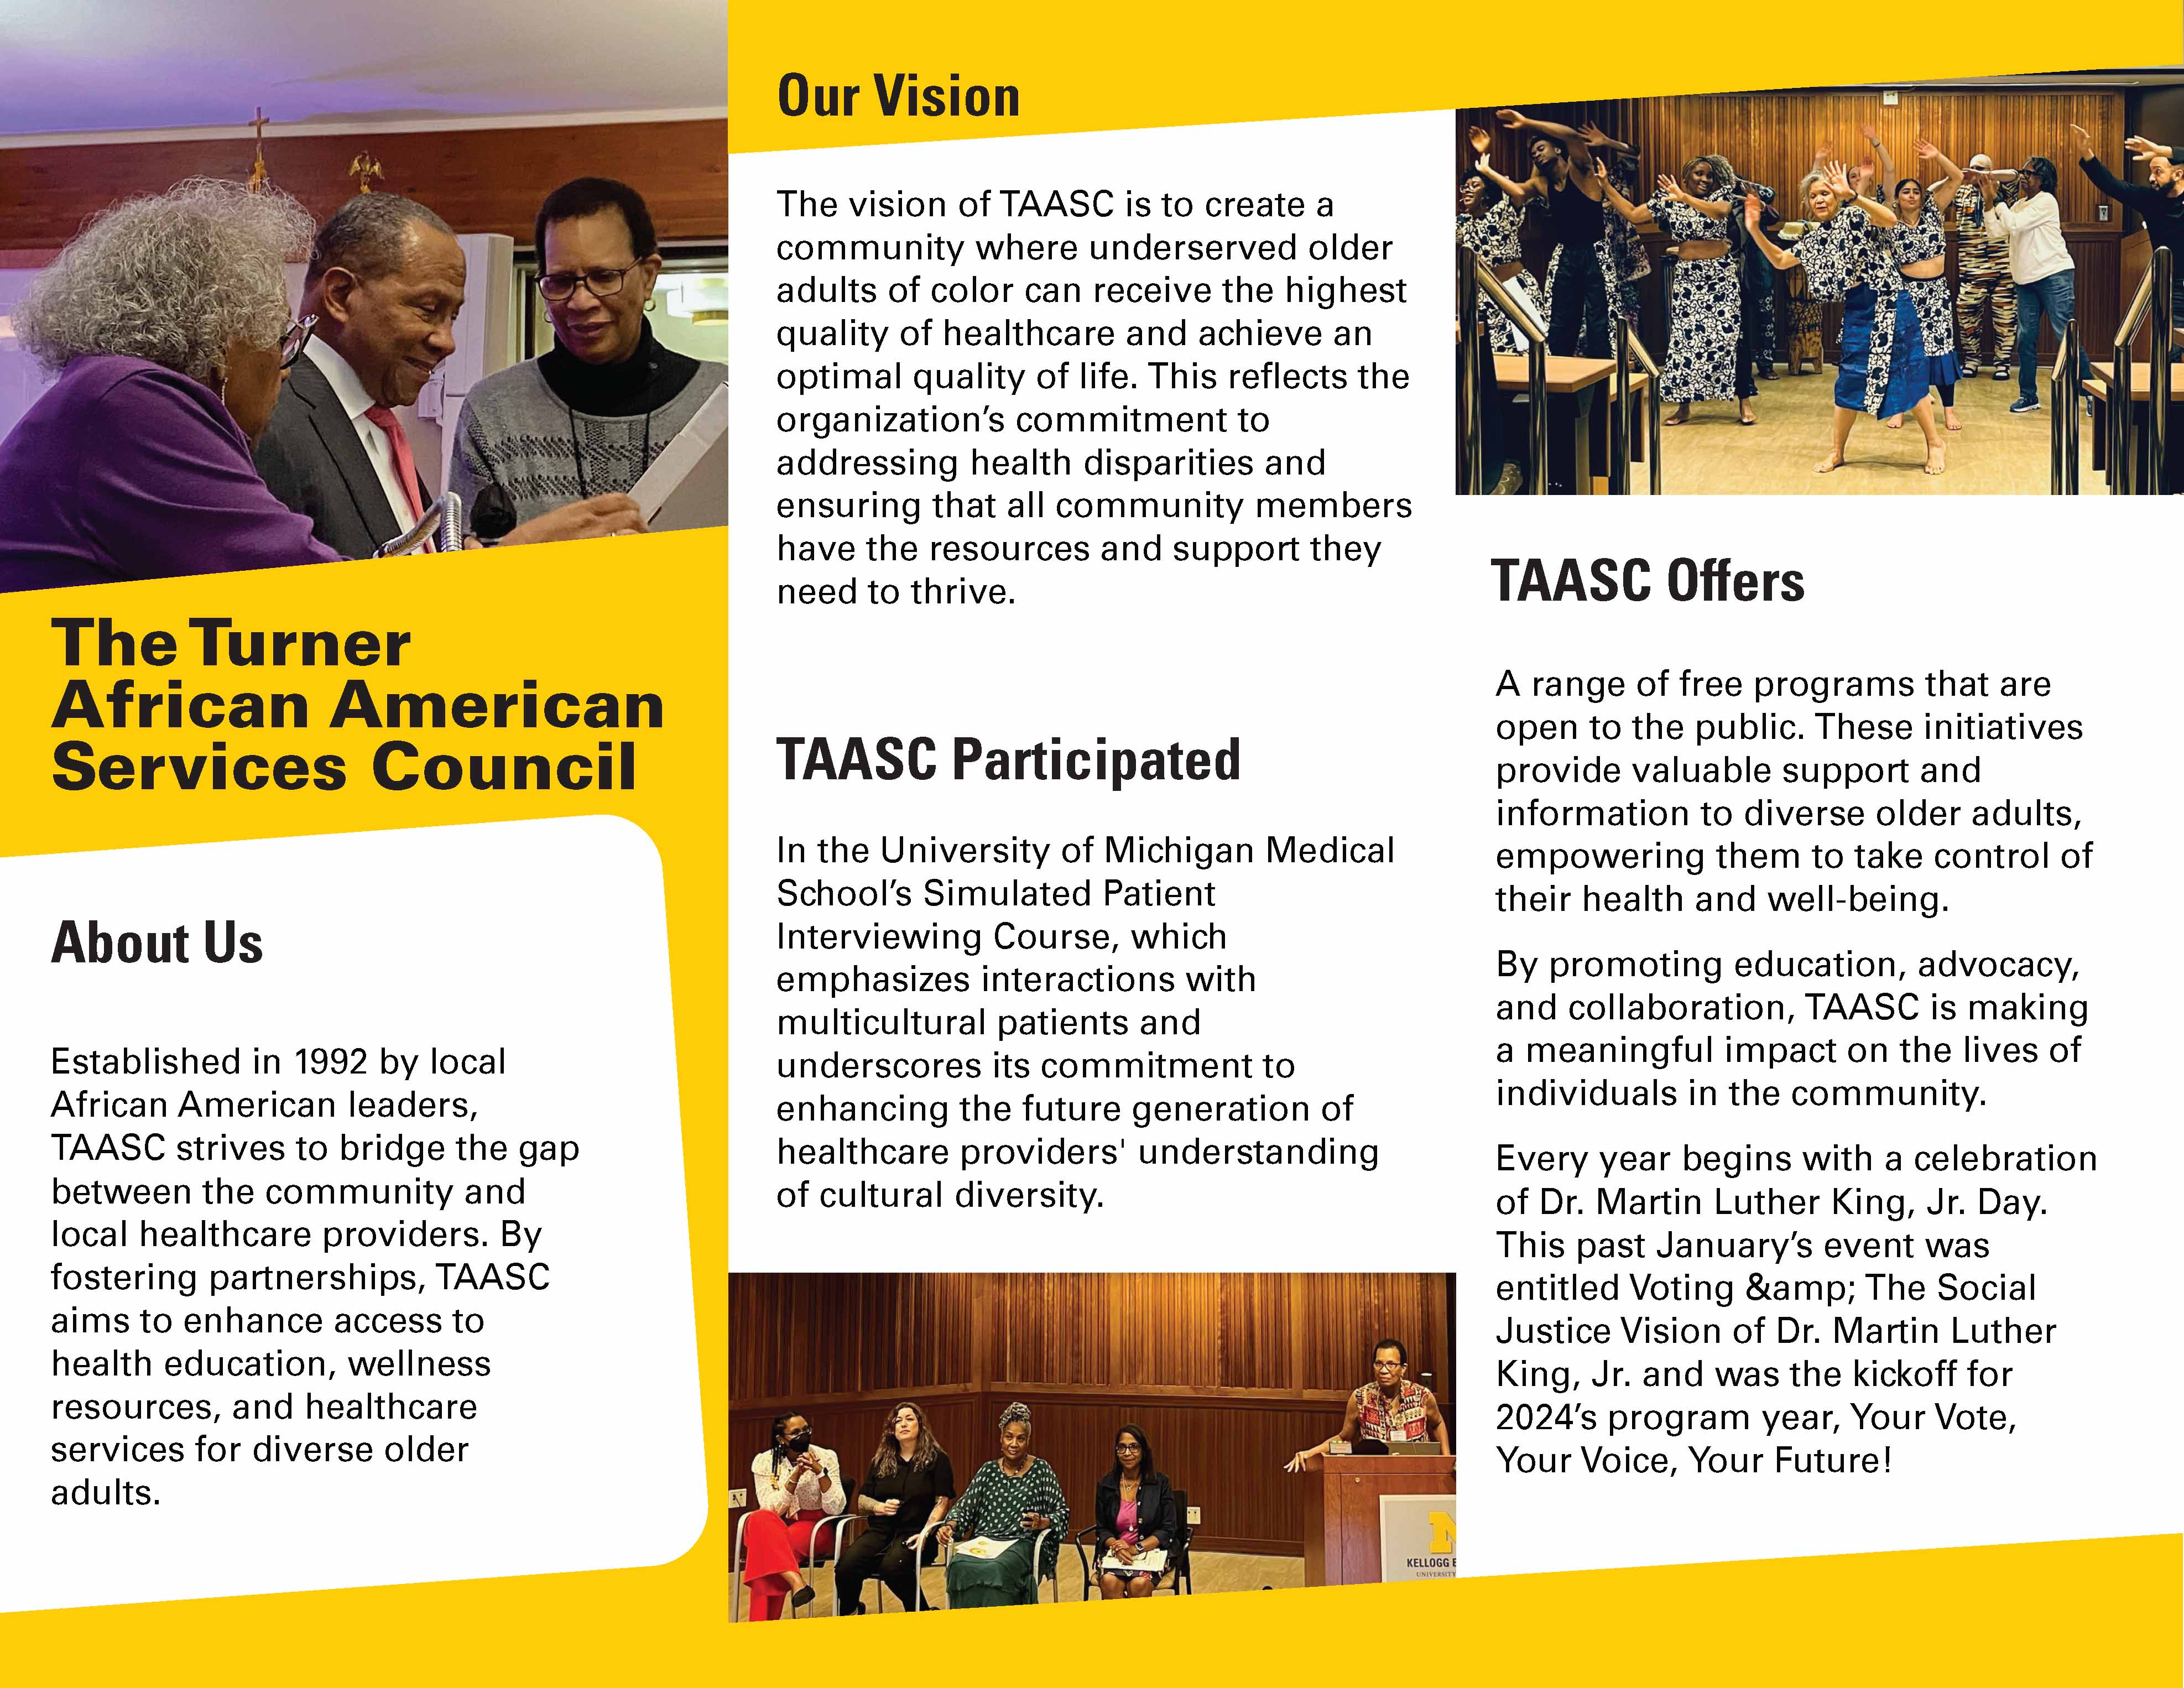 The Turner
African American
Services Council
About Us
Established in 1992 by local
African American leaders,
TAASC strives to bridge the gap
between the community and
local healthcare providers. By
fostering partnerships, TAASC
aims to enhance access to
health education, wellness
resources, and healthcare
services for diverse older
adults.
Our Vision
The vision of TAASC is to create a
community where underserved older
adults of color can receive the highest
quality of healthcare and achieve an
optimal quality of life. This reflects the
organization’s commitment to
addressing health disparities and
ensuring that all community members
have the resources and support they
need to thrive.
TAASC Participated
In the University of Michigan Medical
School’s Simulated Patient
Interviewing Course, which
emphasizes interactions with
multicultural patients and
underscores its commitment to
enhancing the future generation of
healthcare providers' understanding
of cultural diversity.
KELLOGG E
UNIVERSITY
TAASC Offers
A range of free programs that are
open to the public. These initiatives
provide valuable support and
information to diverse older adults,
empowering them to take control of
their health and well-being.
By promoting education, advocacy,
and collaboration, TAASC is making
a meaningful impact on the lives of
individuals in the community.
Every year begins with a celebration
of Dr. Martin Luther King, Jr. Day.
This past January’s event was
entitled Voting &amp; The Social
Justice Vision of Dr. Martin Luther
King, Jr. and was the kickoff for
2024’s program year, Your Vote,
Your Voice, Your Future!